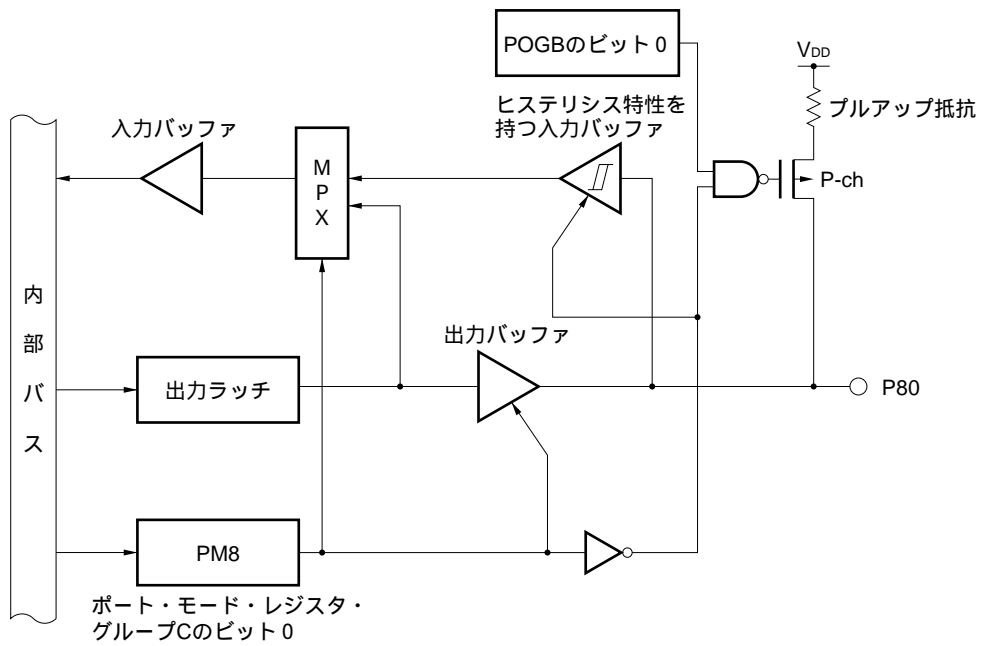 POGBのビット 0
VDD
ヒステリシス特性を
持つ入力バッファ
プルアップ抵抗
入力バッファ
M
P
X
P-ch
内
部
バ
ス
出力バッファ
出力ラッチ
P80
PM8
ポート・モード・レジスタ・
グループCのビット 0